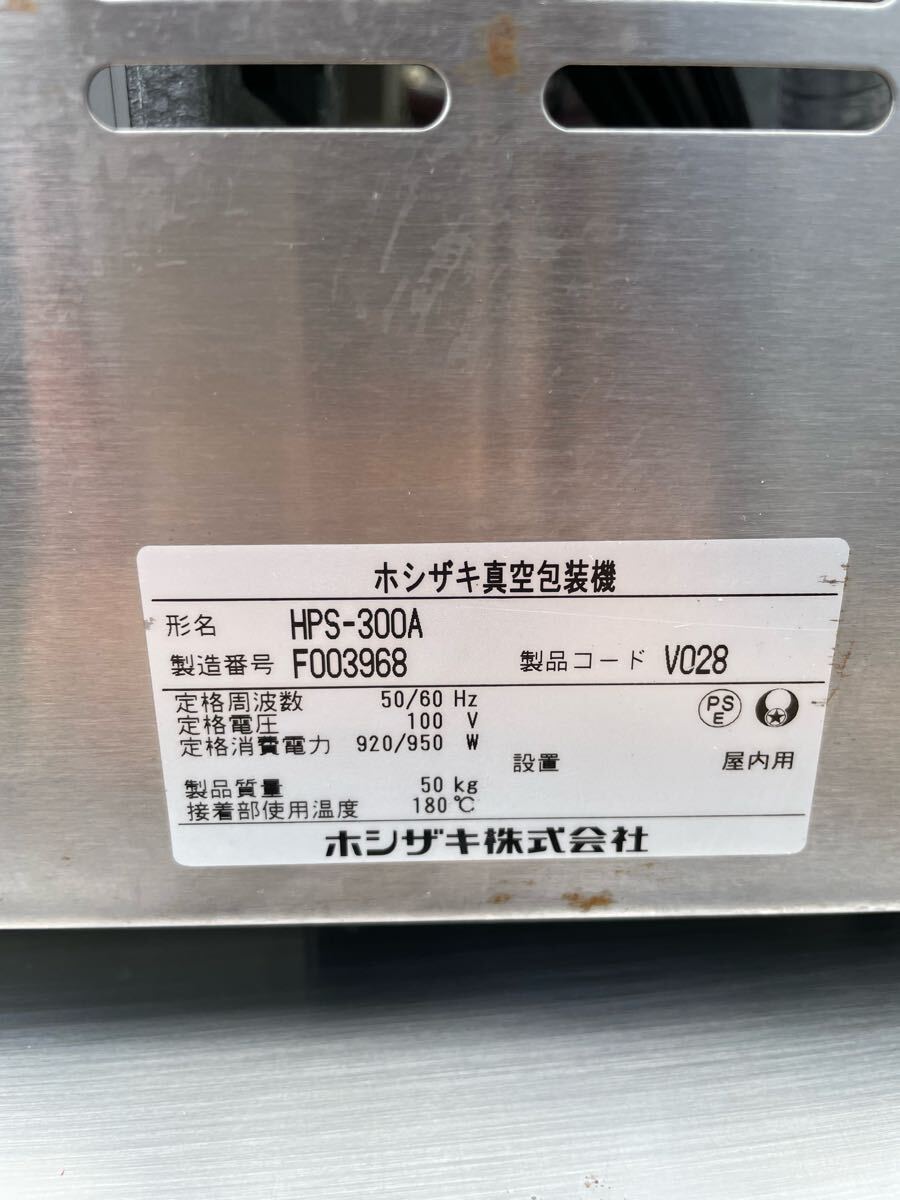 ホシザキ真空包装機
形名 HPS-300A
製造番号 F003968 製品コード V028
定格周波数 50/60 Hz
定格電圧 100 V
定格消費電力 920/950 W
PS
E
設置 屋内用
製品質量 50 kg
接着部使用温度 180℃
ホシザキ株式会社